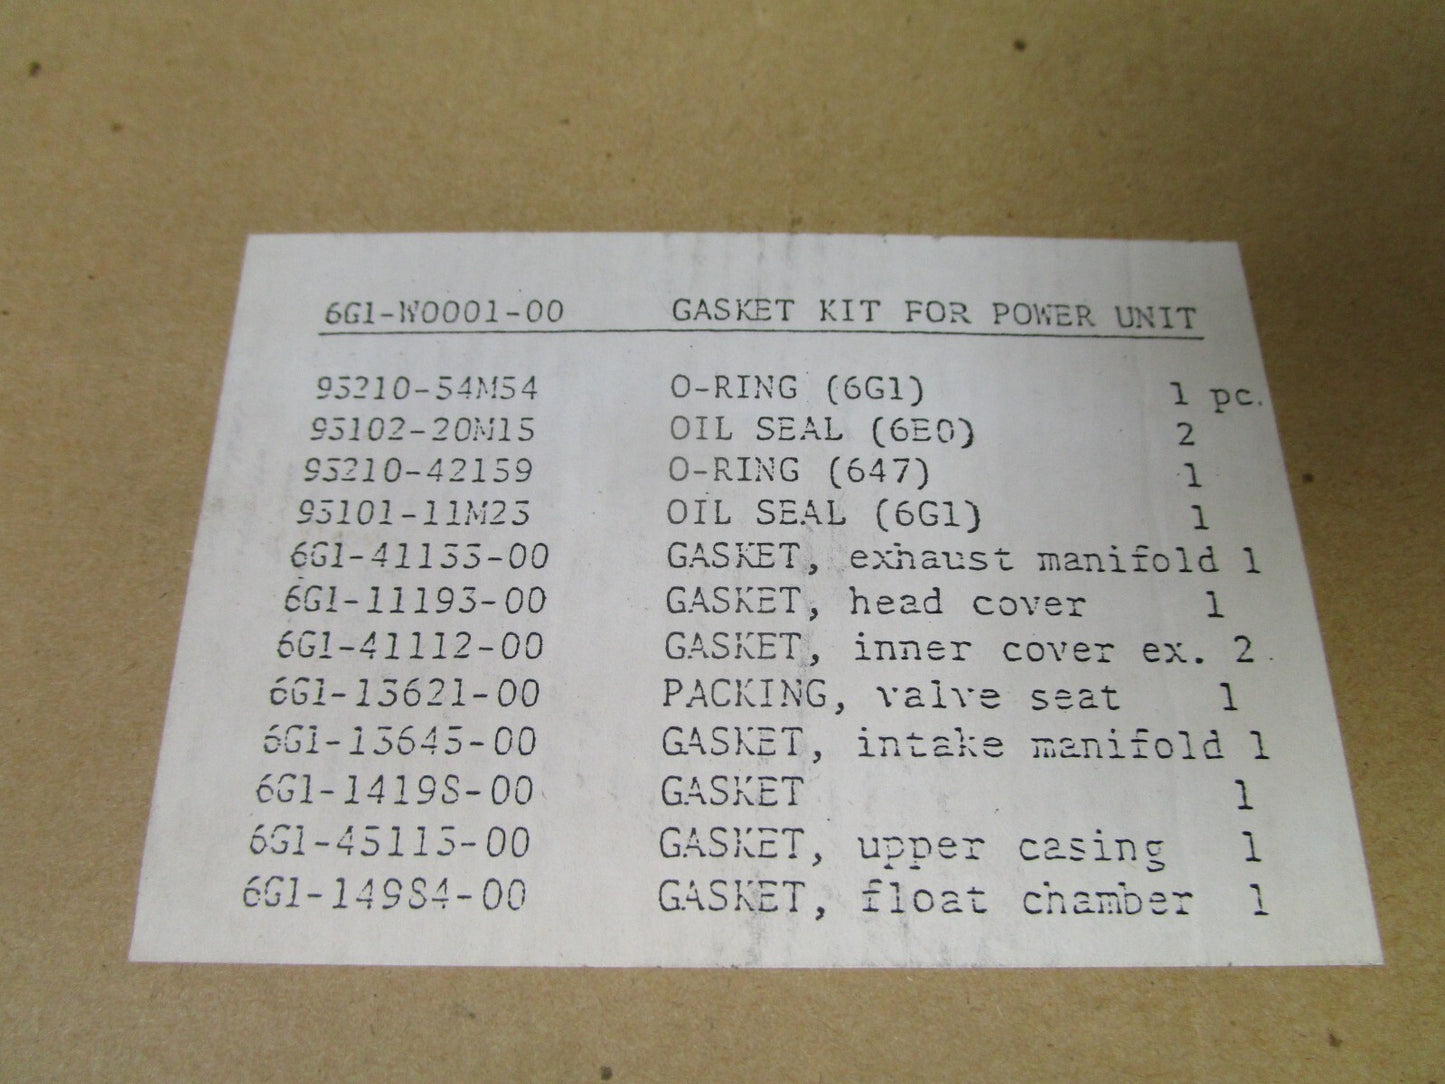 6G1-W0001-00 GASKET KIT FOR POWER UNIT
93210-54M54 O-RING (6G1) 1 pc.
93102-20M15 OIL SEAL (6E0) 2
93210-42159 O-RING (647) 1
93101-11M23 OIL SEAL (6G1) 1
6G1-41133-00 GASKET, exhaust manifold 1
6G1-11193-00 GASKET, head cover 1
6G1-41112-00 GASKET, inner cover ex. 2
6G1-13621-00 PACKING, valve seat 1
6G1-13645-00 GASKET, intake manifold 1
6G1-14198-00 GASKET 1
6G1-45113-00 GASKET, upper casing 1
6G1-14984-00 GASKET, float chamber 1